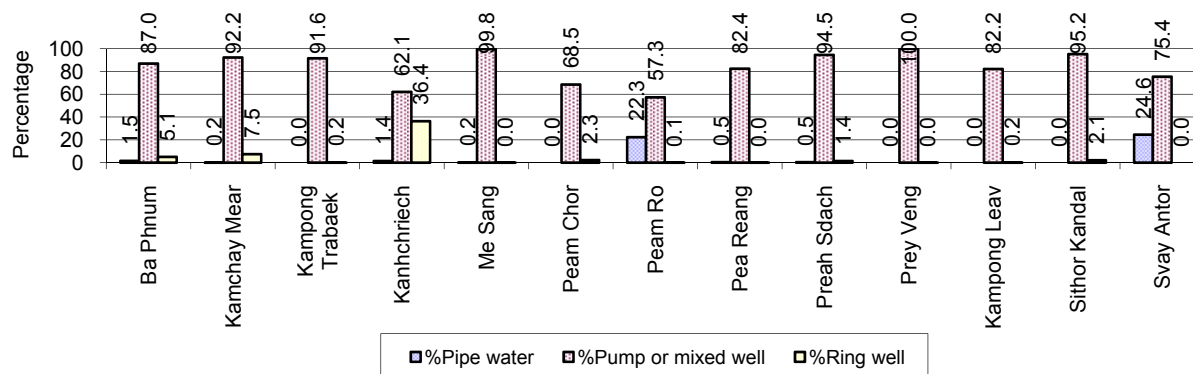 Percentage
100
80
60
40
20
0
1.5 87.0 5.1
0.2 92.2 7.5
0.0 91.6 0.2
1.4 62.1 36.4
0.2 99.8 0.0
0.0 68.5 2.3
22.3 57.3 0.1
0.5 82.4 0.0
0.5 94.5 1.4
0.0 100.0 0.0
0.0 82.2 0.2
0.0 95.2 2.1
24.6 75.4 0.0
Ba Phnum
Kamchay Mear
Kampong
Trabaek
Kanhchriech
Me Sang
Peam Chor
Peam Ro
Pea Reang
Preah Sdach
Prey Veng
Kampong Leav
Sithor Kandal
Svay Antor
%Pipe water %Pump or mixed well %Ring well